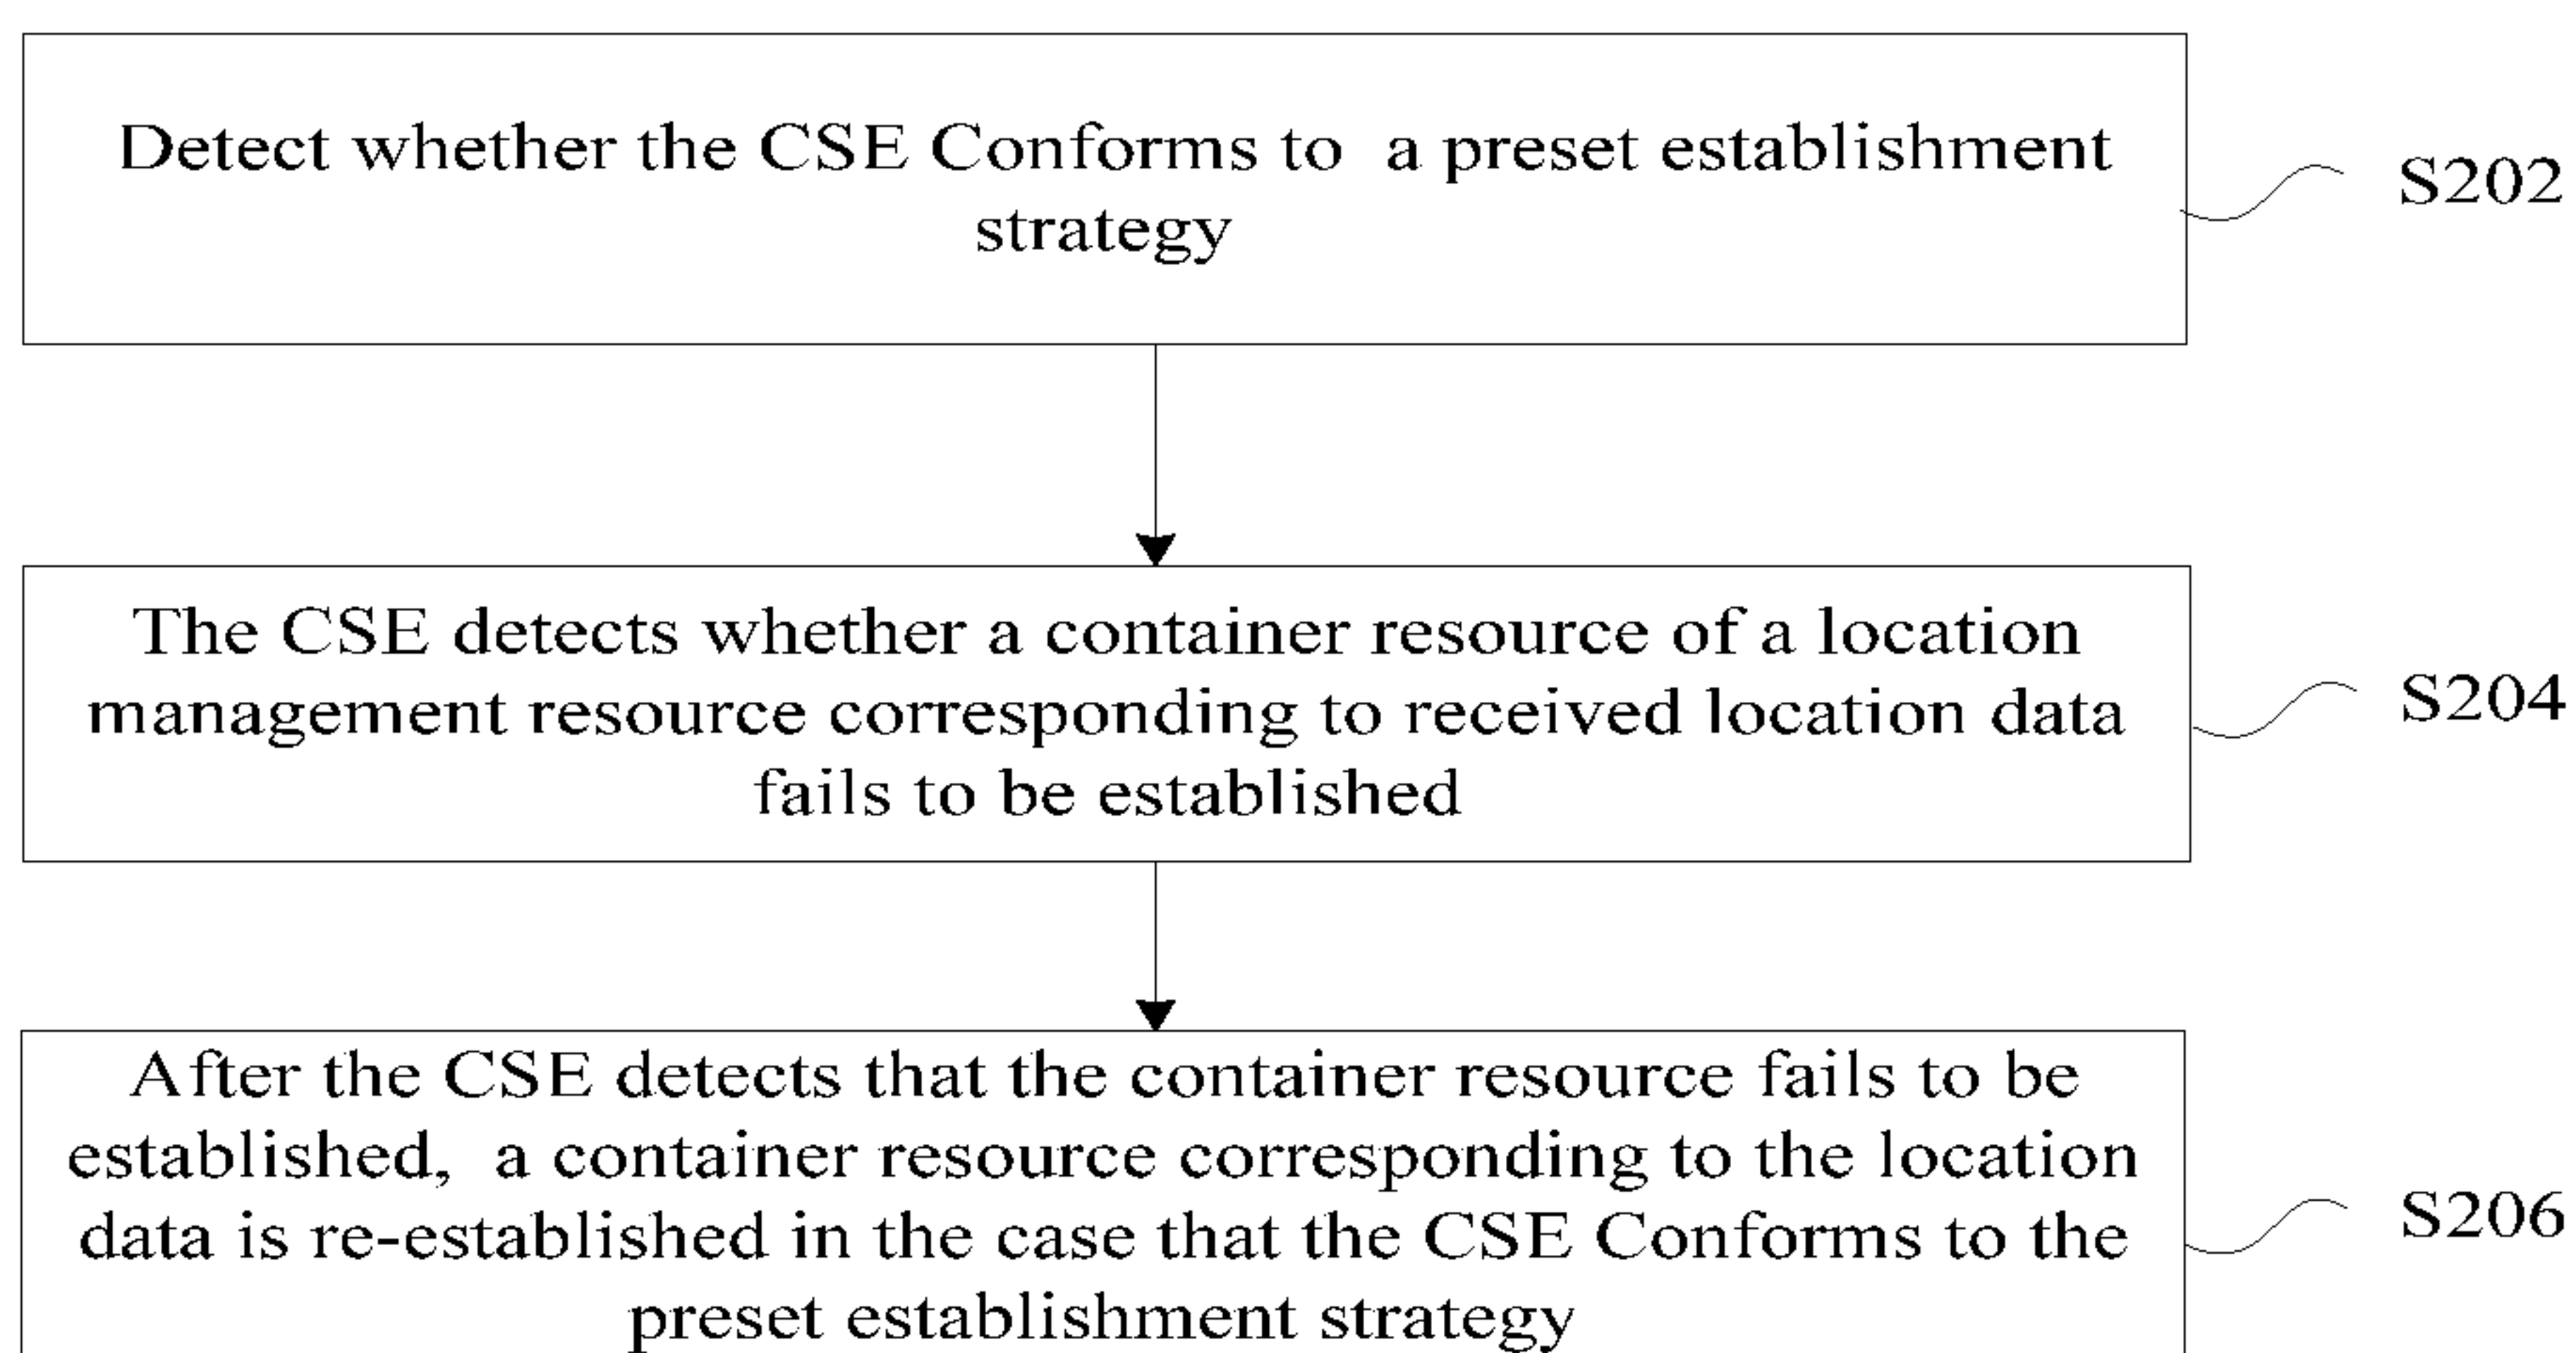 Detect whether the CSE Conforms to a preset establishment
strategy
S202
The CSE detects whether a container resource of a location
management resource corresponding to received location data
fails to be established
S204
After the CSE detects that the container resource fails to be
established, a container resource corresponding to the location
data is re-established in the case that the CSE Conforms to the
preset establishment strategy
S206